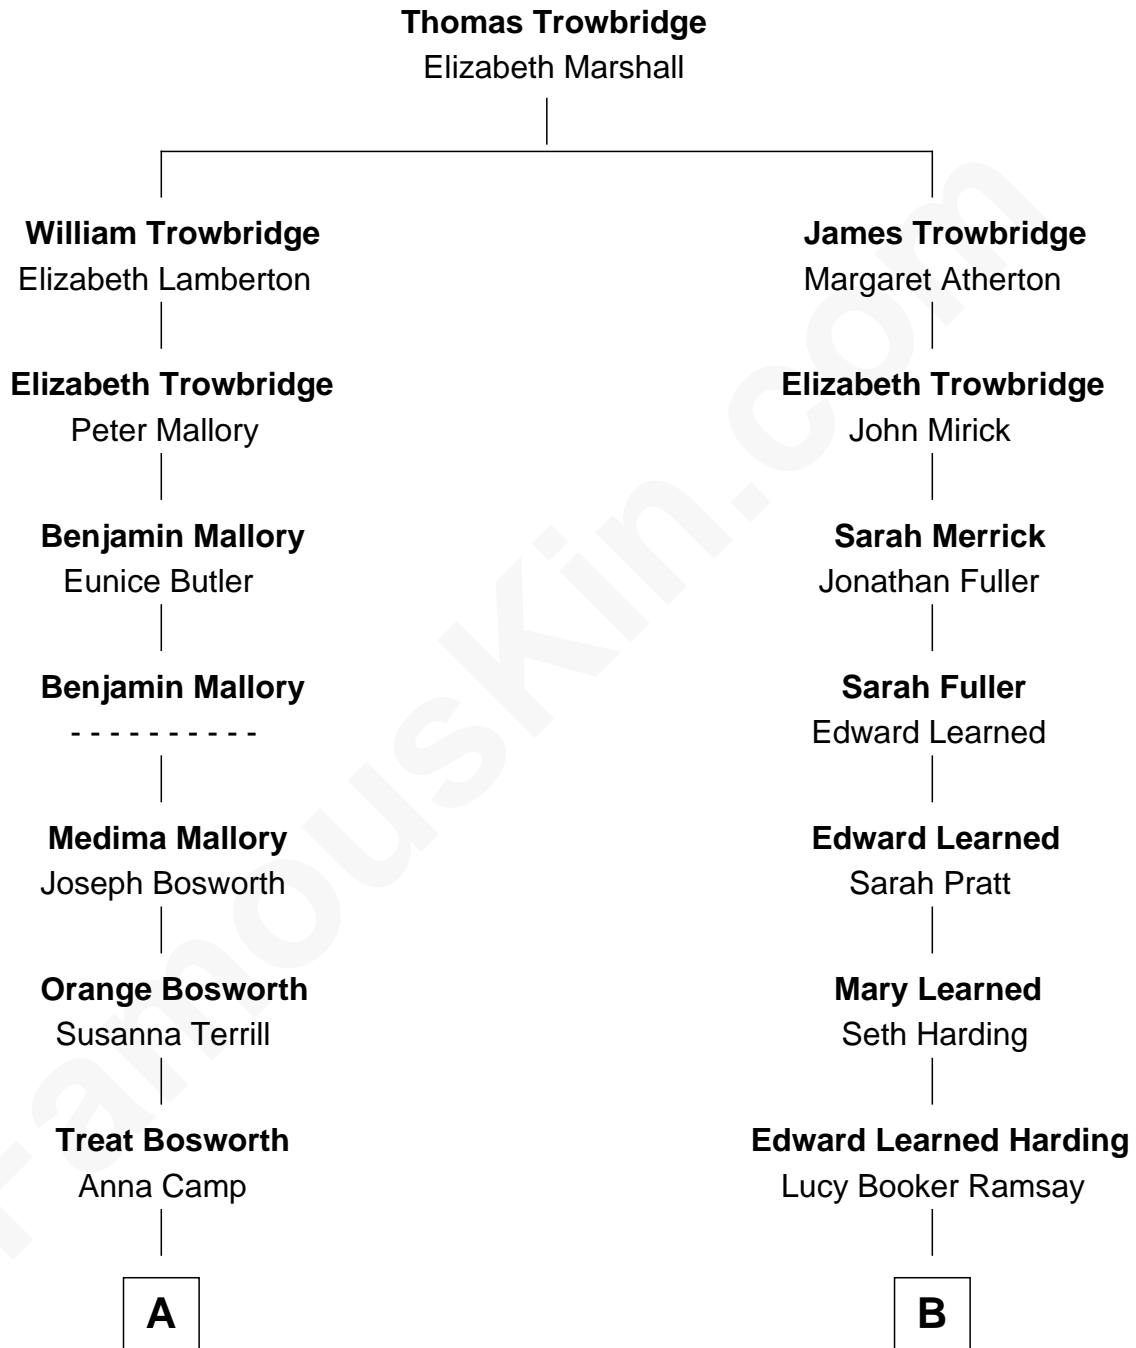 Thomas Trowbridge
Elizabeth Marshall
William Trowbridge
Elizabeth Lamberton
James Trowbridge
Margaret Atherton
Elizabeth Trowbridge
Peter Mallory
Elizabeth Trowbridge
John Mirick
Benjamin Mallory
Eunice Butler
Sarah Merrick
Jonathan Fuller
Benjamin Mallory
- - - - - - - - - -
Sarah Fuller
Edward Learned
Medima Mallory
Joseph Bosworth
Edward Learned
Sarah Pratt
Orange Bosworth
Susanna Terrill
Mary Learned
Seth Harding
Treat Bosworth
Anna Camp
Edward Learned Harding
Lucy Booker Ramsay
A
B
FamousKin.com